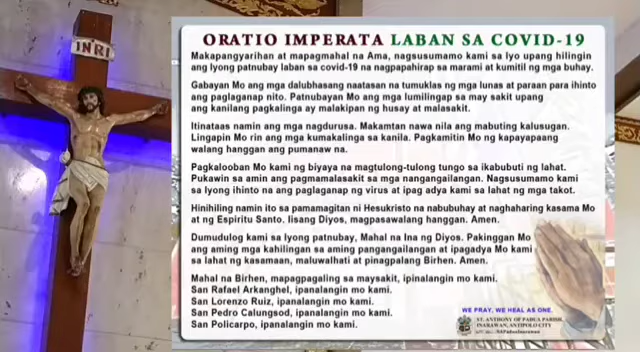 INRI
ORATIO IMPERATA LABAN SA COVID-19
Makapangyarihan at mapagmahal na Ama, nagsusumamo kami sa Iyo upang hilingin
ang Iyong patnubay laban sa covid-19 na nagpapahirap sa marami at kumitil ng mga buhay.
Gabayan Mo ang mga dalubhasang naatasan na tumuklas ng mga lunas at paraan para ihinto
ang paglaganap nito. Patnubayan Mo ang mga lumilingap sa may sakit upang
ang kanilang pagkalinga ay malakipan ng husay at malasakit.
Itinataas namin ang mga nagdurusa. Makamtan nawa nila ang mabuting kalusugan.
Lingapin Mo rin ang mga kumakalinga sa kanila. Pagkamitin Mo ng kapayapaang
walang hanggan ang pumanaw na.
Pagkalooban Mo kami ng biyaya na magtulong-tulong tungo sa ikabubuti ng lahat.
Pukawin sa amin ang pagmamalasakit sa mga nangangailangan. Nagsusumamo kami
sa Iyong ihinto na ang paglaganap ng virus at ipag adya kami sa lahat ng mga takot.
Hinihiling namin ito sa pamamagitan ni Hesukristo na nabubuhay at naghaharing kasama Mo
at ng Espiritu Santo. Iisang Diyos, magpasawalang hanggan. Amen.
Dumudulog kami sa Iyong patnubay, Mahal na Ina ng Diyos. Pakinggan Mo
ang aming mga kahilingan sa aming pangangailangan at ipagadya Mo kami
sa lahat ng kasamaan, maluwalhati at pinagpalang Birhen. Amen.
Mahal na Birhen, mapagpagaling sa maysakit, ipinalangin mo kami.
San Rafael Arkanghel, ipanalangin mo kami.
San Lorenzo Ruiz, ipanalangin mo kami.
San Pedro Calungsod, ipanalangin mo kami.
San Policarpo, ipanalangin mo kami.
WE PRAY, WE HEAL AS ONE.
ST. ANTHONY OF PADUA PARISH,
INARAWAN, ANTIPOLO CITY